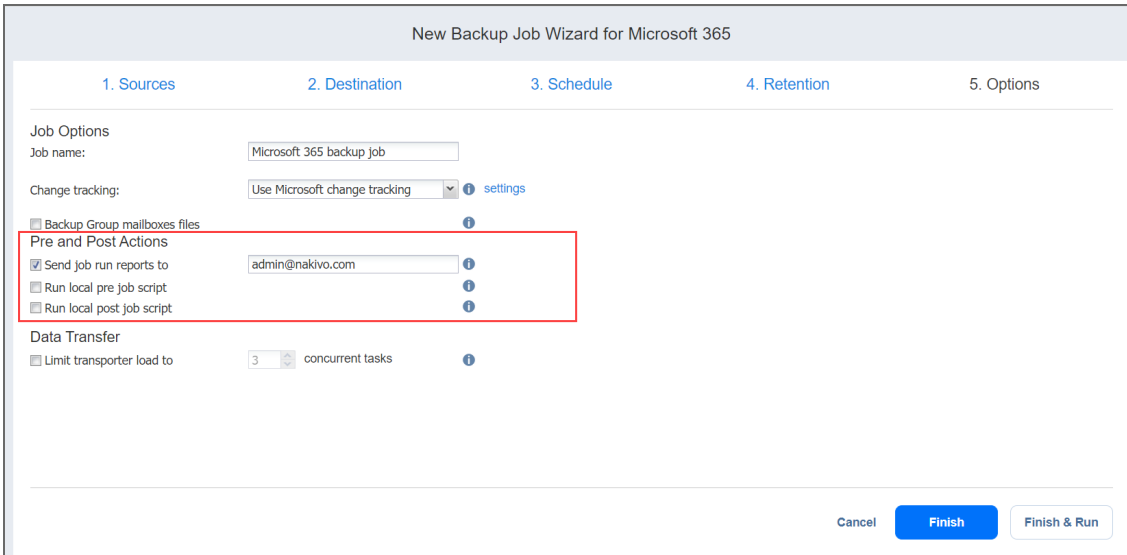 New Backup Job Wizard for Microsoft 365
1. Sources 2. Destination 3. Schedule 4. Retention 5. Options
Job Options
Job name: Microsoft 365 backup job
Change tracking: Use Microsoft change tracking settings
Backup Group mailboxes files
Pre and Post Actions
Send job run reports to admin@nakivo.com
Run local pre job script
Run local post job script
Data Transfer
Limit transporter load to 3 concurrent tasks
Cancel Finish Finish & Run